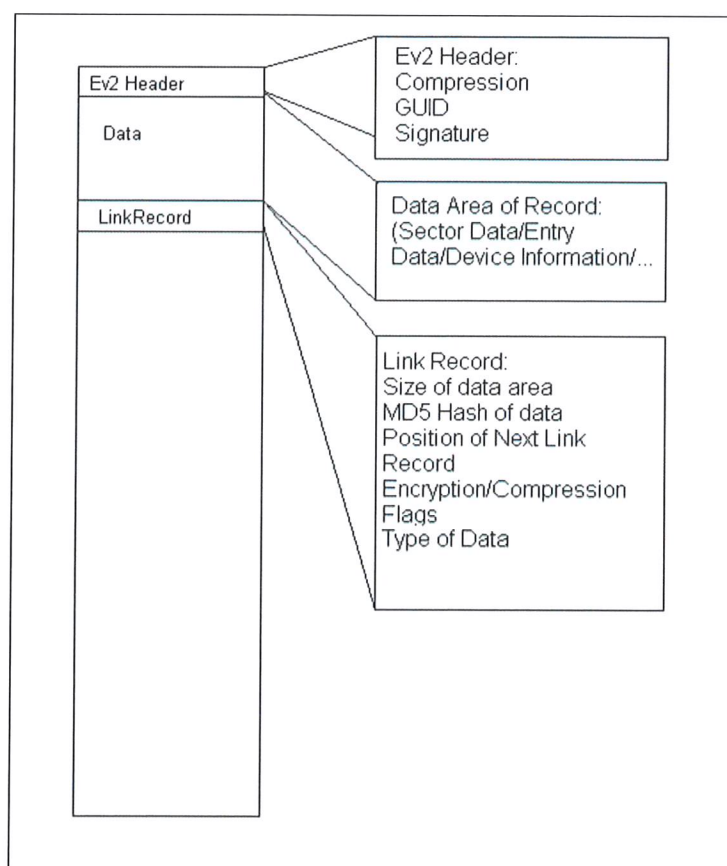 Ev2 Header
Data
LinkRecord
Ev2 Header:
Compression
GUID
Signature
Data Area of Record:
(Sector Data/Entry
Data/Device Information/...
Link Record:
Size of data area
MD5 Hash of data
Position of Next Link
Record
Encryption/Compression
Flags
Type of Data